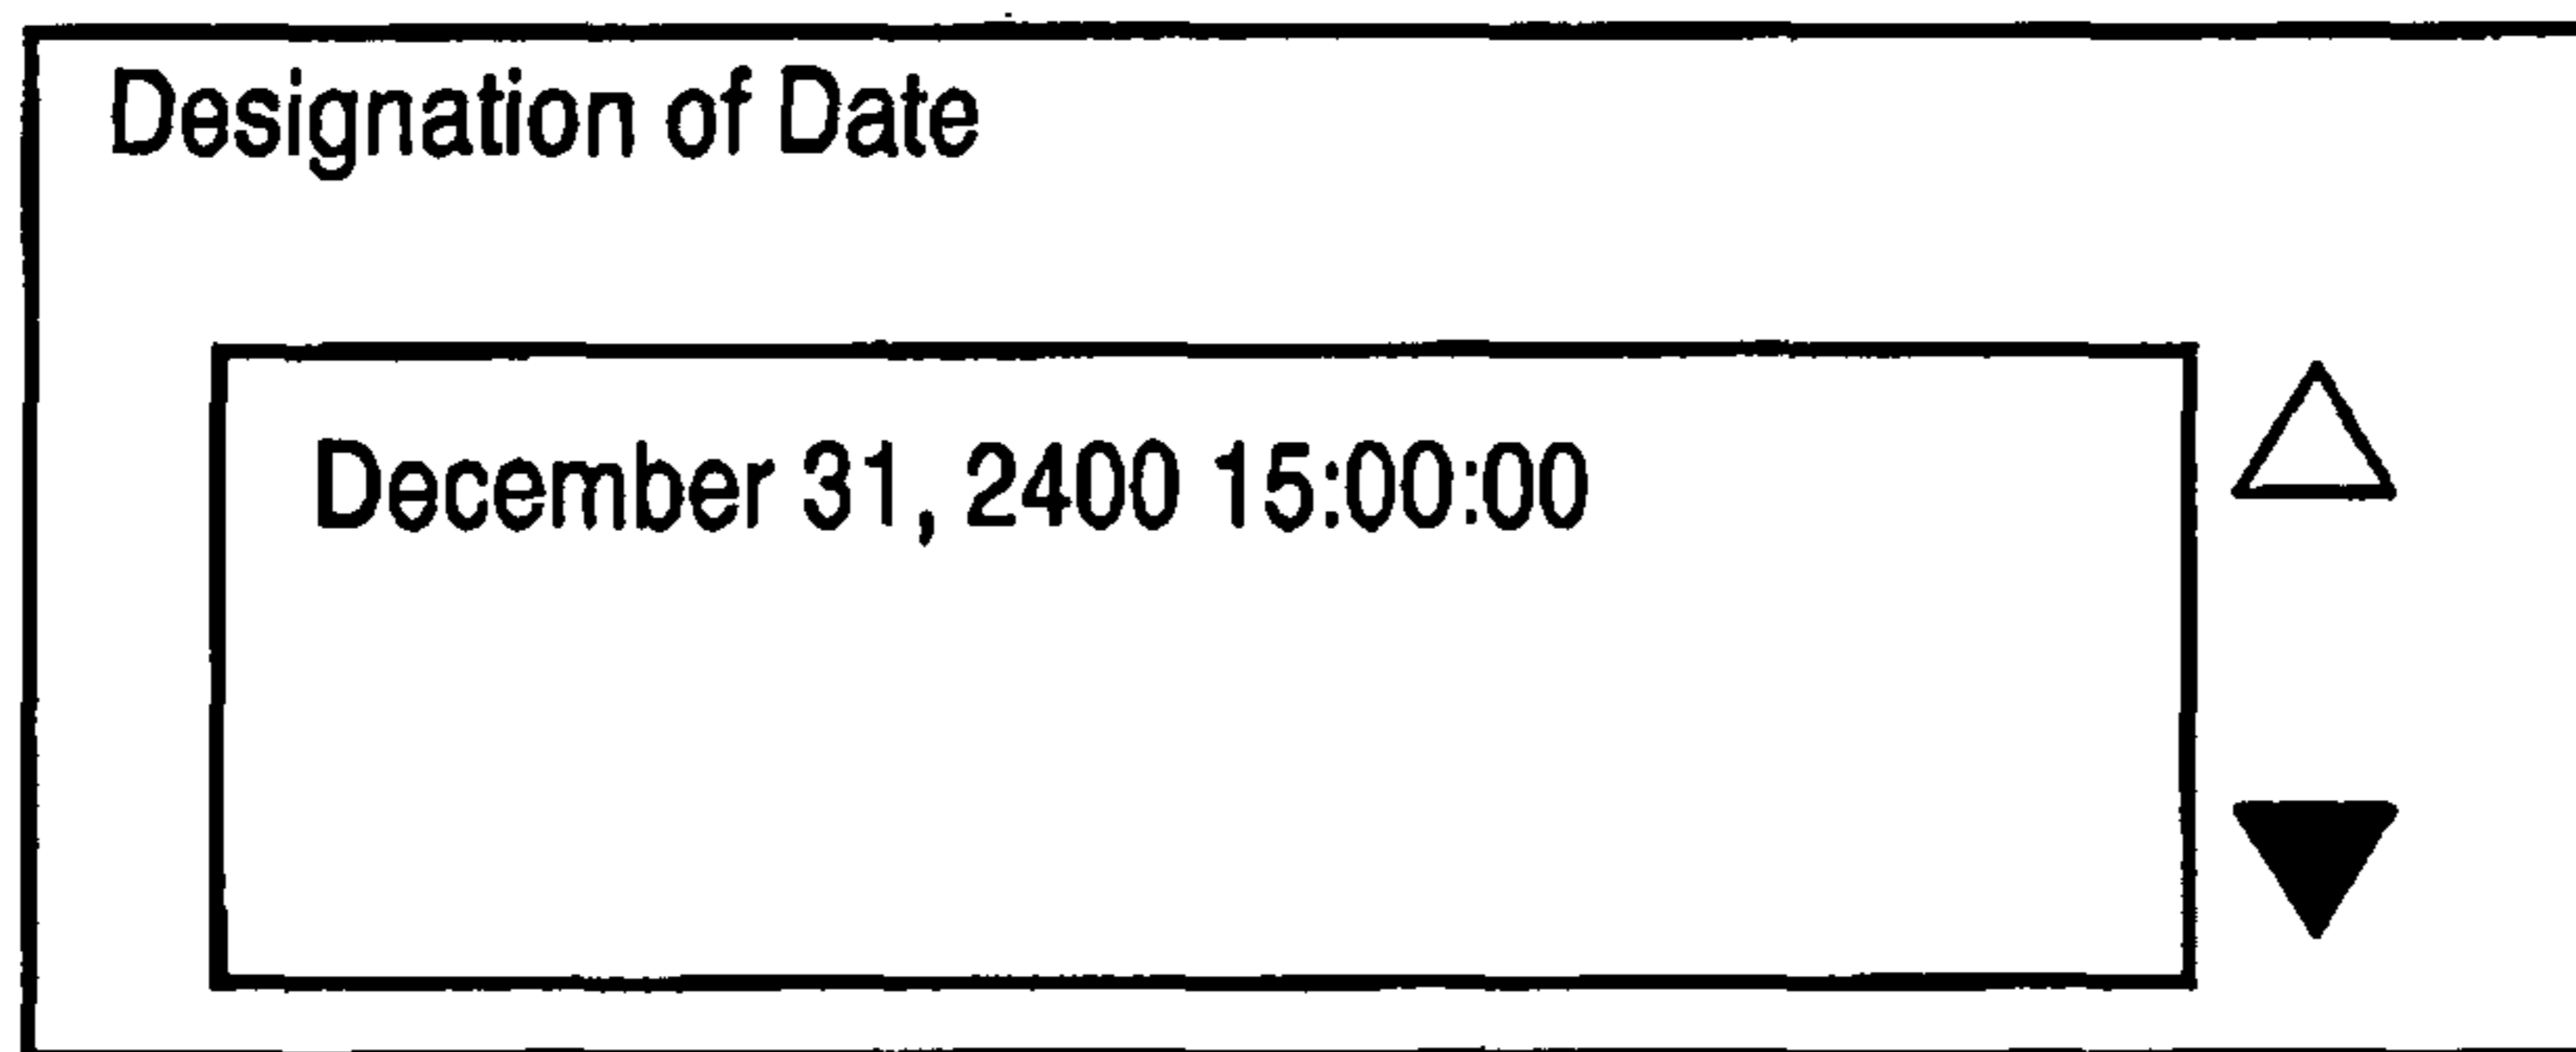 Designation of Date
December 31, 2400 15:00:00